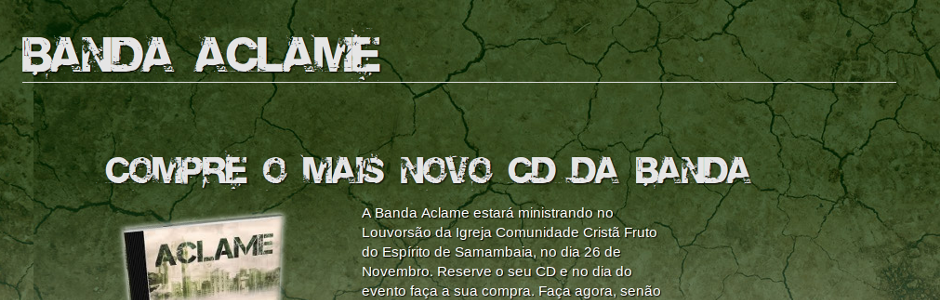 BANDA ACLAME
COMPRE O MAIS NOVO CD DA BANDA
ACLAME
A Banda Aclame estará ministrando no
Louvorsão da Igreja Comunidade Cristã Fruto
do Espírito de Samambaia, no dia 26 de
Novembro. Reserve o seu CD e no dia do
evento faça a sua compra. Faça agora, senão